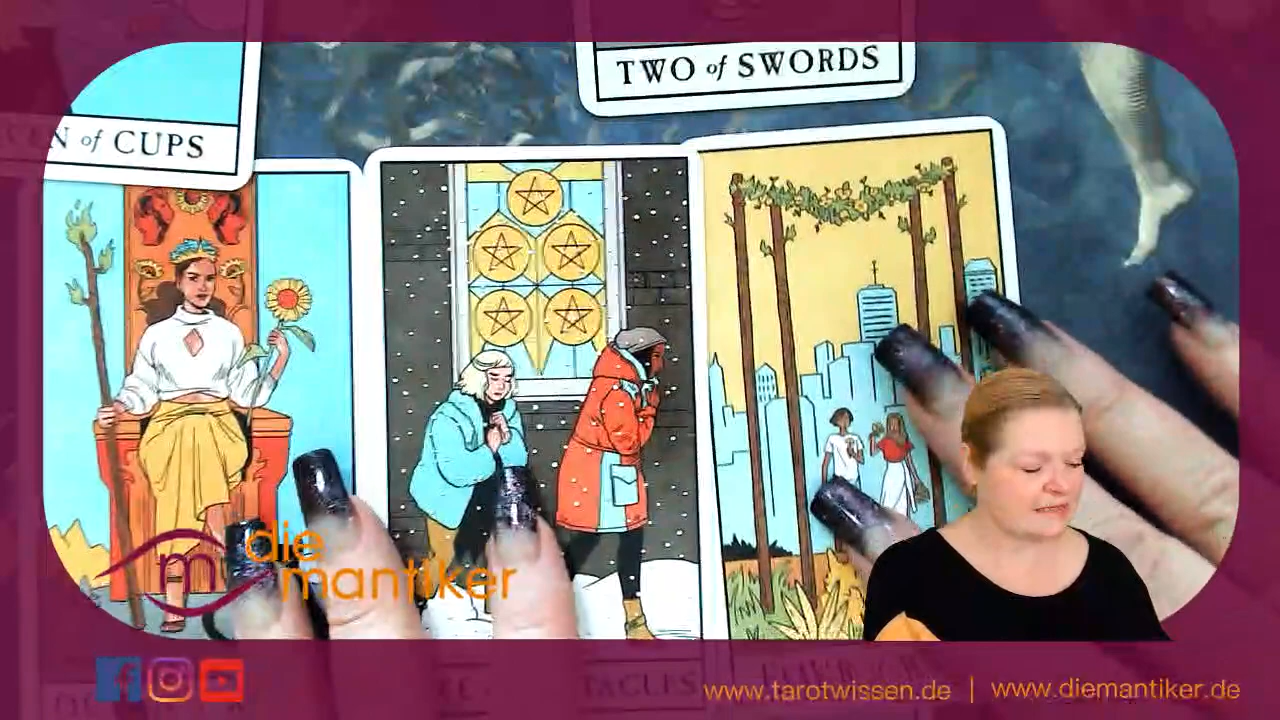 TWO of SWORDS
N of CUPS
m
die
mantiker
www.tarotwissen.de | www.diemantiker.de